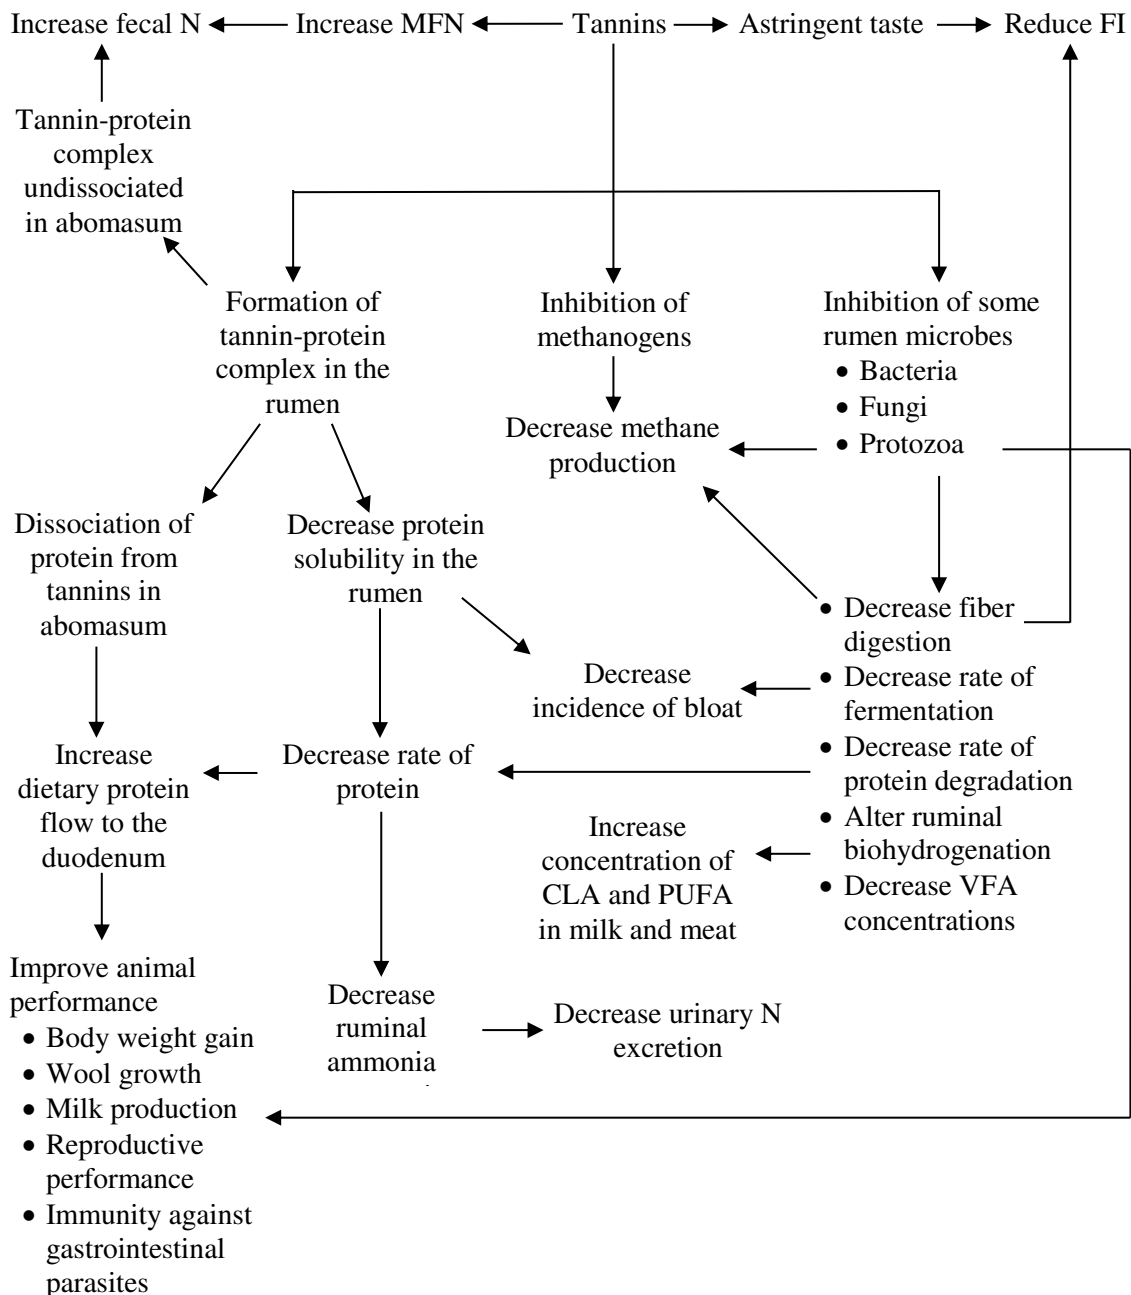 Increase fecal N
Increase MFN
Tannins
Astringent taste
Reduce FI
Tannin-protein
complex
undissociated
in abomasum
Formation of
tannin-protein
complex in the
rumen
Inhibition of
methanogens
Inhibition of some
rumen microbes
• Bacteria
• Fungi
• Protozoa
Decrease methane
production
Dissociation of
protein from
tannins in
abomasum
Decrease protein
solubility in the
rumen
• Decrease fiber
digestion
• Decrease rate of
fermentation
• Decrease rate of
protein degradation
• Alter ruminal
biohydrogenation
• Decrease VFA
concentrations
Decrease
incidence of bloat
Increase
dietary protein
flow to the
duodenum
Decrease rate of
protein
Increase
concentration of
CLA and PUFA
in milk and meat
Improve animal
performance
• Body weight gain
• Wool growth
• Milk production
• Reproductive
performance
• Immunity against
gastrointestinal
parasites
Decrease
ruminal
ammonia
Decrease urinary N
excretion